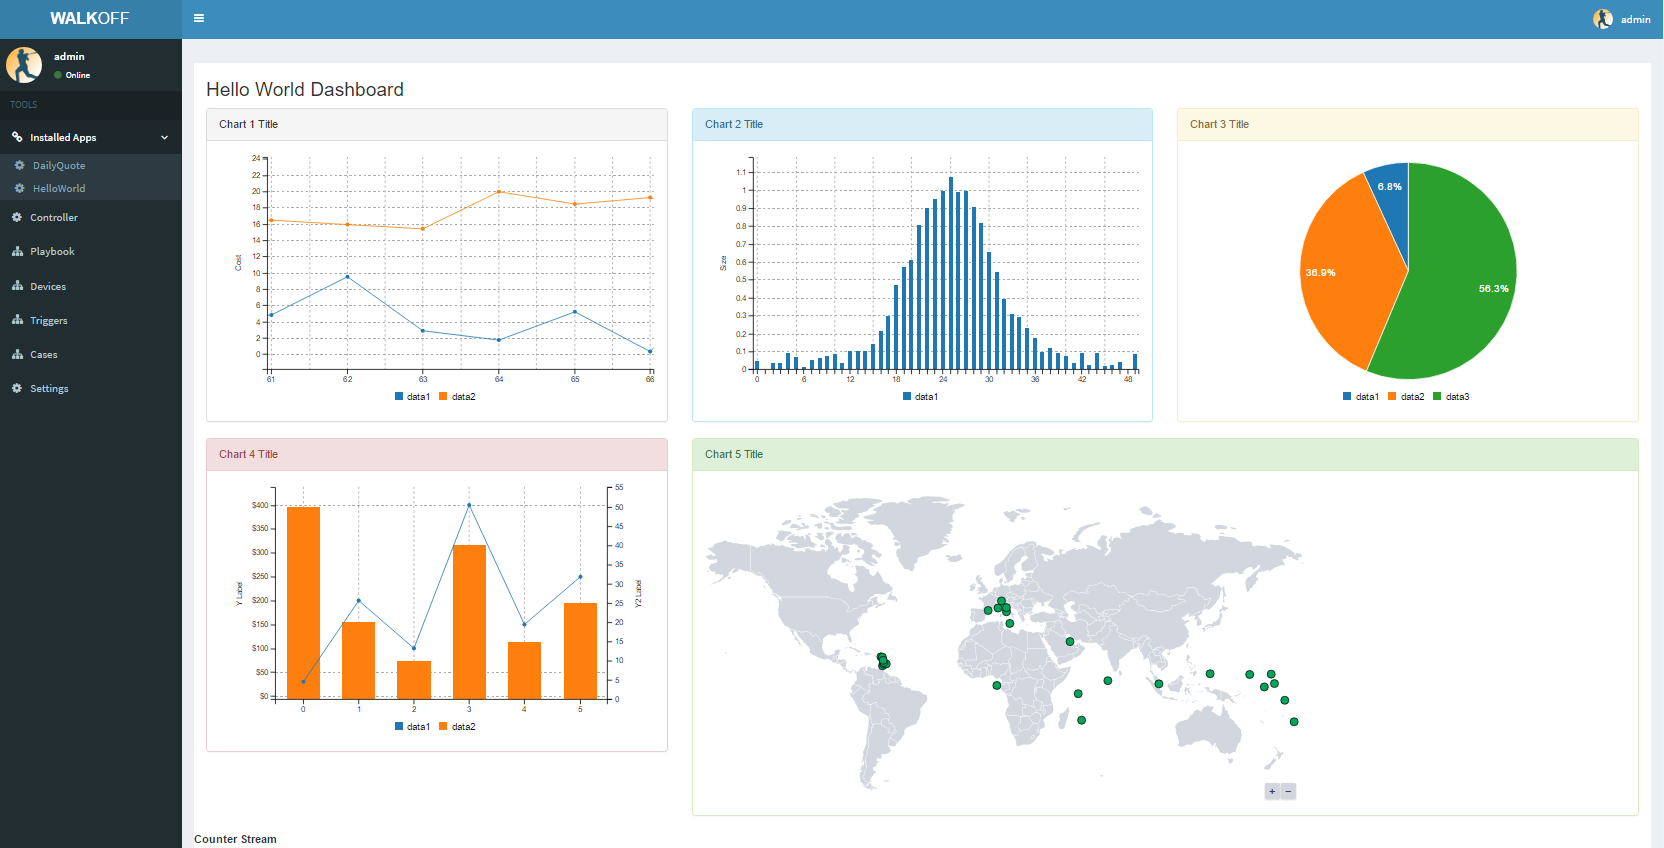 WALKOFF
admin
admin
Online
TOOLS
Installed Apps
DailyQuote
HelloWorld
Controller
Playbook
Devices
Triggers
Cases
Settings
Hello World Dashboard
Chart 1 Title
24
22
20
18
16
14
12
10
8
6
4
2
0
Cost
61 62 63 64 65 66
data1 data2
Chart 2 Title
1.1
1
0.9
0.8
0.7
0.6
0.5
0.4
0.3
0.2
0.1
0
Size
0 6 12 18 24 30 36 42 48
data1
Chart 3 Title
6.8%
36.9%
56.3%
data1 data2 data3
Chart 4 Title
$400
$350
$300
$250
$200
$150
$100
$50
$0
Y Label
55
50
45
40
35
30
25
20
15
10
5
0
Y2 Label
0 1 2 3 4 5
data1 data2
Chart 5 Title
+ −
Counter Stream